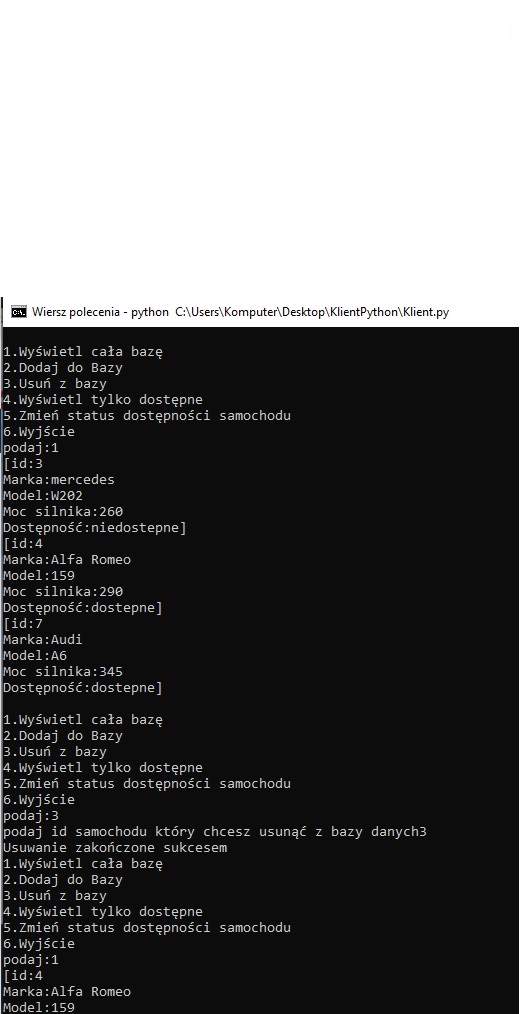 Wiersz polecenia - python C:\Users\Komputer\Desktop\KlientPython\Klient.py
1.Wyświetl cała bazę
2.Dodaj do Bazy
3.Usuń z bazy
4.Wyświetl tylko dostępne
5.Zmień status dostępności samochodu
6.Wyjście
podaj:1
[id:3
Marka:mercedes
Model:W202
Moc silnika:260
Dostępność:niedostepne]
[id:4
Marka:Alfa Romeo
Model:159
Moc silnika:290
Dostępność:dostepne]
[id:7
Marka:Audi
Model:A6
Moc silnika:345
Dostępność:dostepne]
1.Wyświetl cała bazę
2.Dodaj do Bazy
3.Usuń z bazy
4.Wyświetl tylko dostępne
5.Zmień status dostępności samochodu
6.Wyjście
podaj:3
podaj id samochodu który chcesz usunąć z bazy danych3
Usuwanie zakończone sukcesem
1.Wyświetl cała bazę
2.Dodaj do Bazy
3.Usuń z bazy
4.Wyświetl tylko dostępne
5.Zmień status dostępności samochodu
6.Wyjście
podaj:1
[id:4
Marka:Alfa Romeo
Model:159